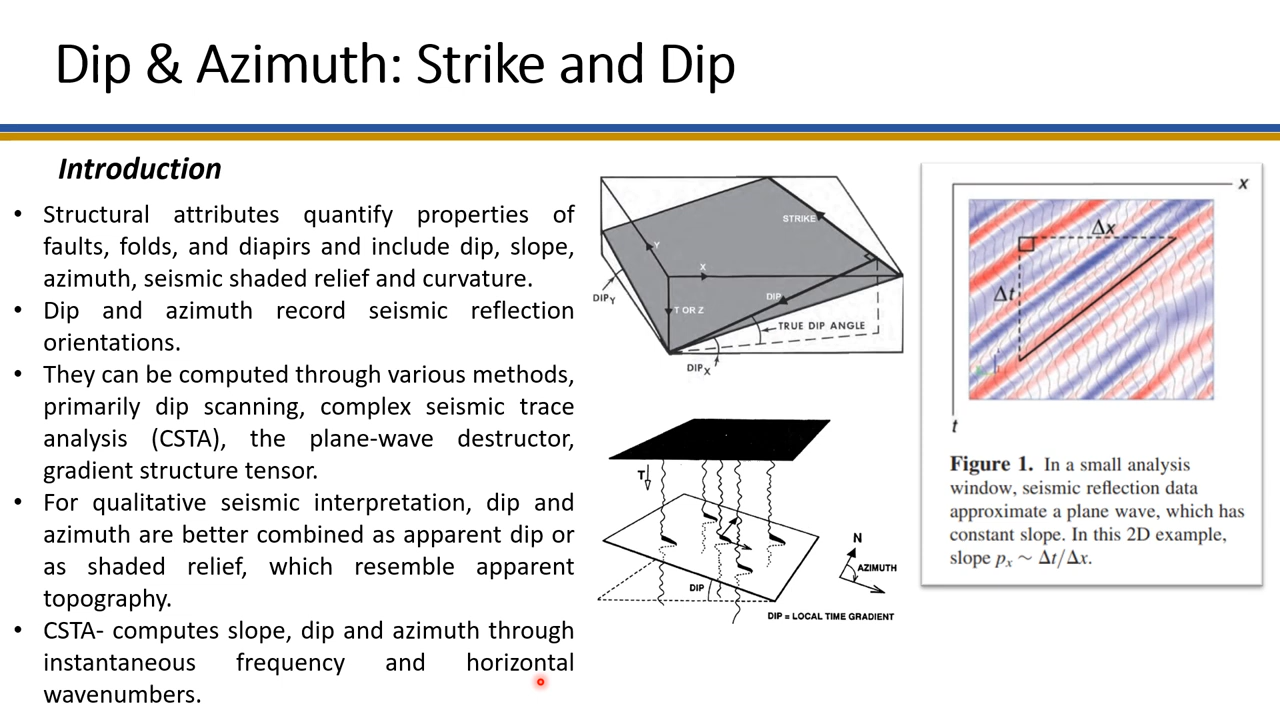 Dip & Azimuth: Strike and Dip
Introduction
• Structural attributes quantify properties of
faults, folds, and diapirs and include dip, slope,
azimuth, seismic shaded relief and curvature.
• Dip and azimuth record seismic reflection
orientations.
• They can be computed through various methods,
primarily dip scanning, complex seismic trace
analysis (CSTA), the plane-wave destructor,
gradient structure tensor.
• For qualitative seismic interpretation, dip and
azimuth are better combined as apparent dip or
as shaded relief, which resemble apparent
topography.
• CSTA- computes slope, dip and azimuth through
instantaneous frequency and horizontal
wavenumbers.
STRIKE
Y
X
DIPY
DIP
T OR Z
TRUE DIP ANGLE
DIPX
T
N
AZIMUTH
DIP
DIP = LOCAL TIME GRADIENT
x
Δx
Δt
t
Figure 1. In a small analysis
window, seismic reflection data
approximate a plane wave, which has
constant slope. In this 2D example,
slope pₓ ~ Δt/Δx.